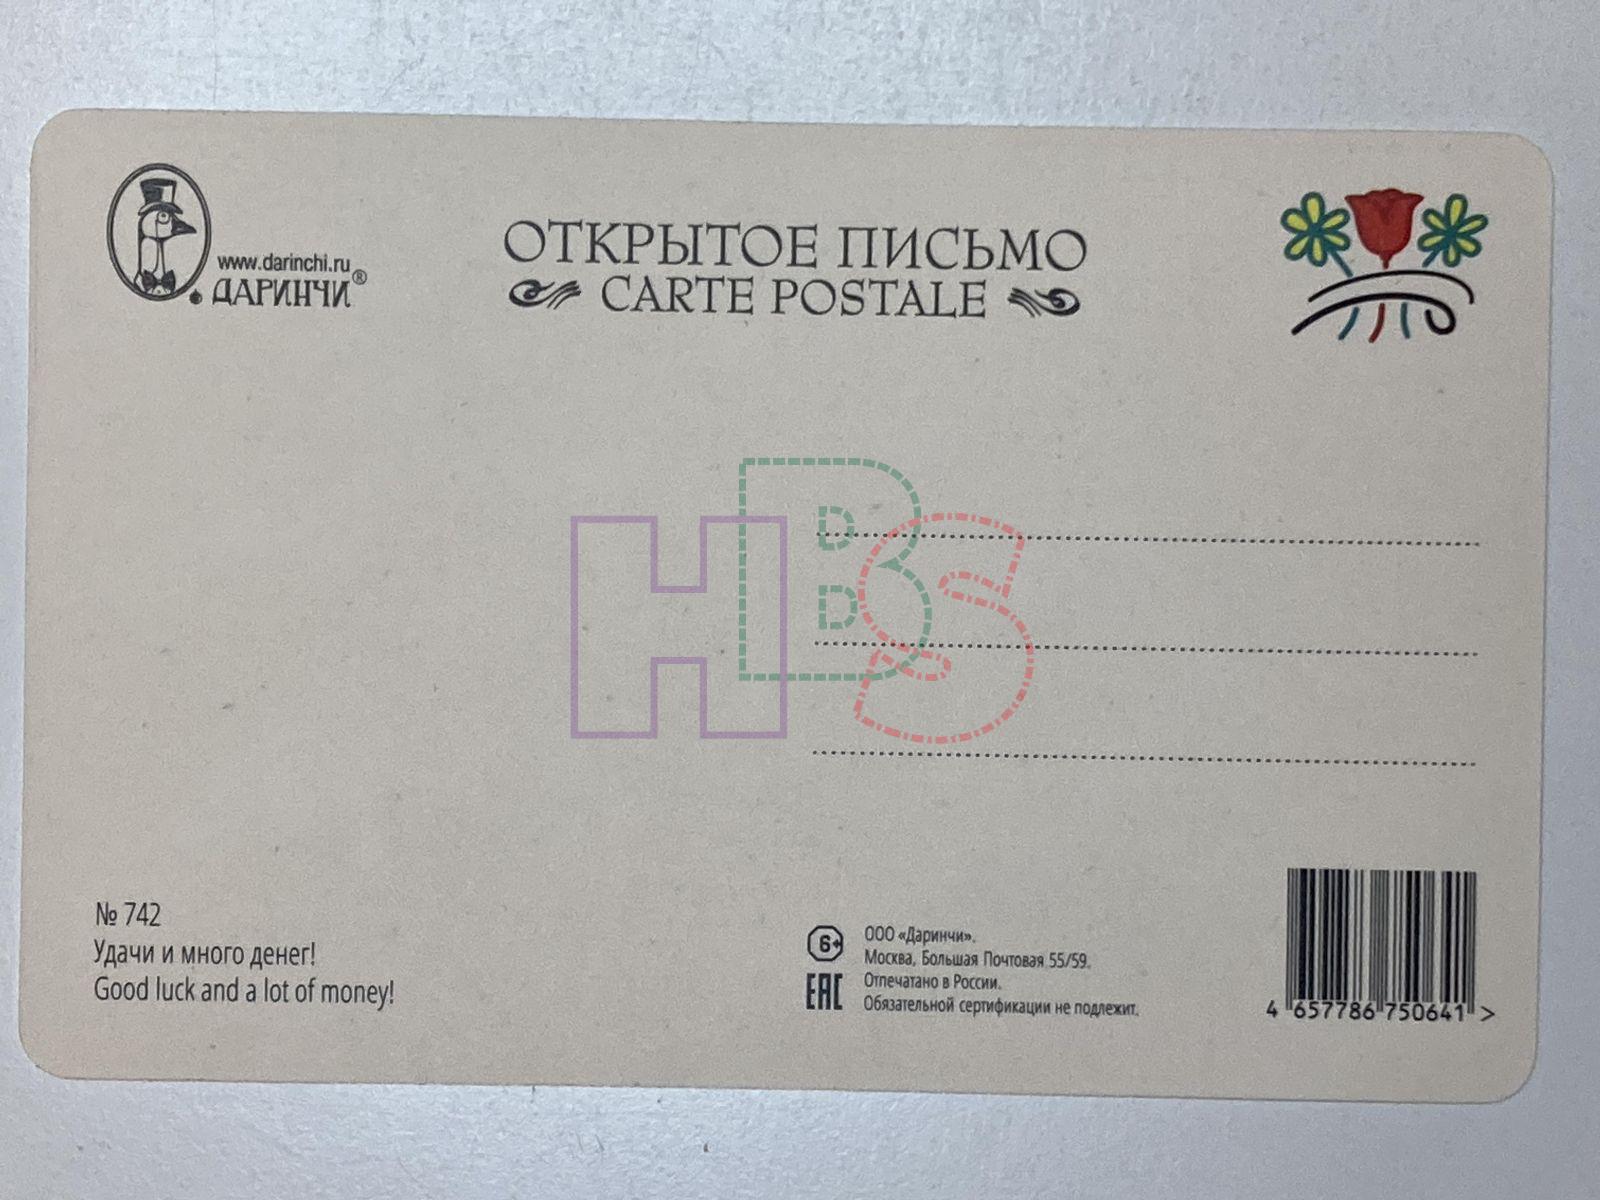 www.darinchi.ru
ДАРИНЧИ®
ОТКРЫТОЕ ПИСЬМО
CARTE POSTALE
HBS
№ 742
Удачи и много денег!
Good luck and a lot of money!
6+
ООО «Даринчи».
Москва, Большая Почтовая 55/59.
EAC
Отпечатано в России.
Обязательной сертификации не подлежит.
4 657786 750641 >